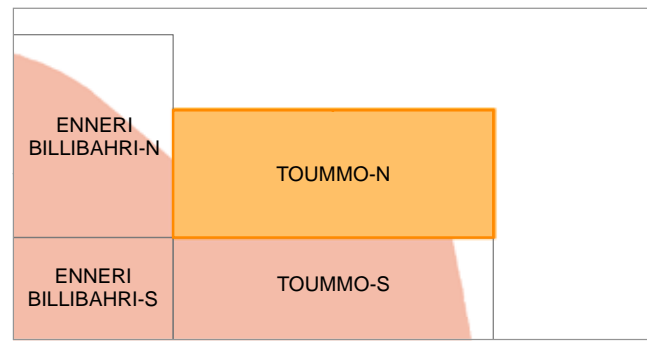 ENNERI
BILLIBAHRI-N
TOUMMO-N
ENNERI
BILLIBAHRI-S
TOUMMO-S